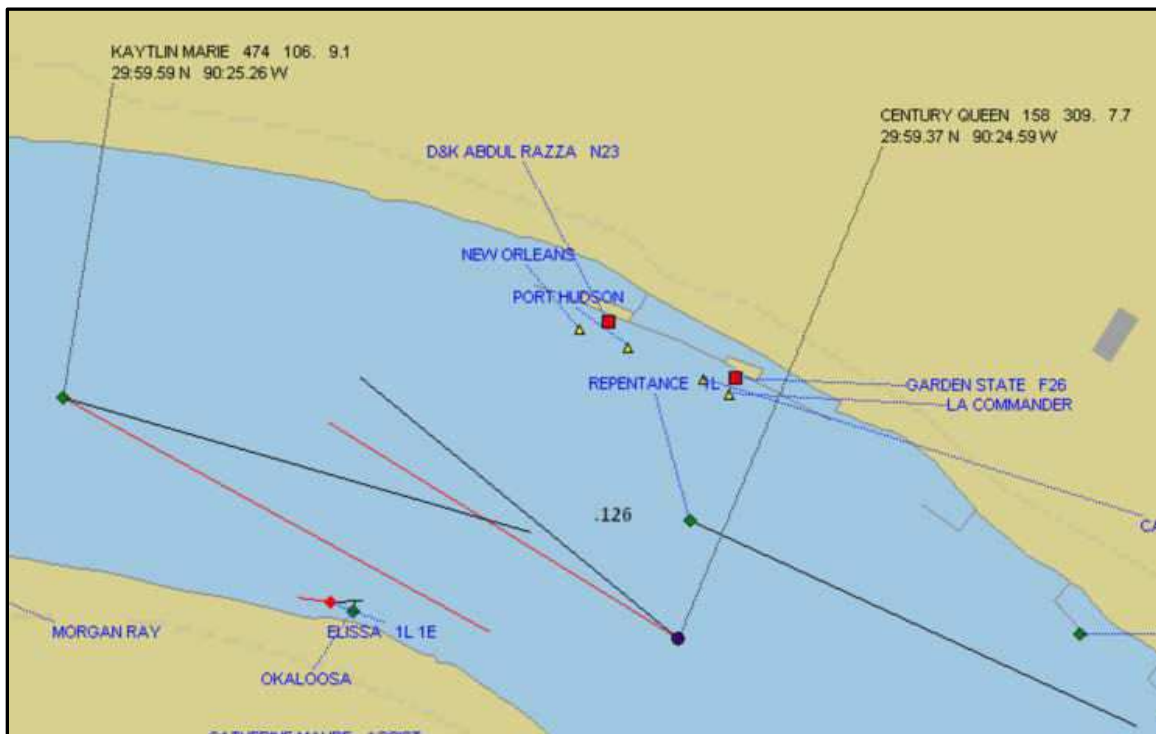 KAYTLIN MARIE 474 106. 9.1
29:59.59 N 90:25.26 W
CENTURY QUEEN 158 309. 7.7
29:59.37 N 90:24.59 W
D&K ABDUL RAZZA N23
NEW ORLEANS
PORT HUDSON
REPENTANCE 1L
GARDEN STATE F26
LA COMMANDER
.126
CA
MORGAN RAY
ELISSA 1L 1E
OKALOOSA